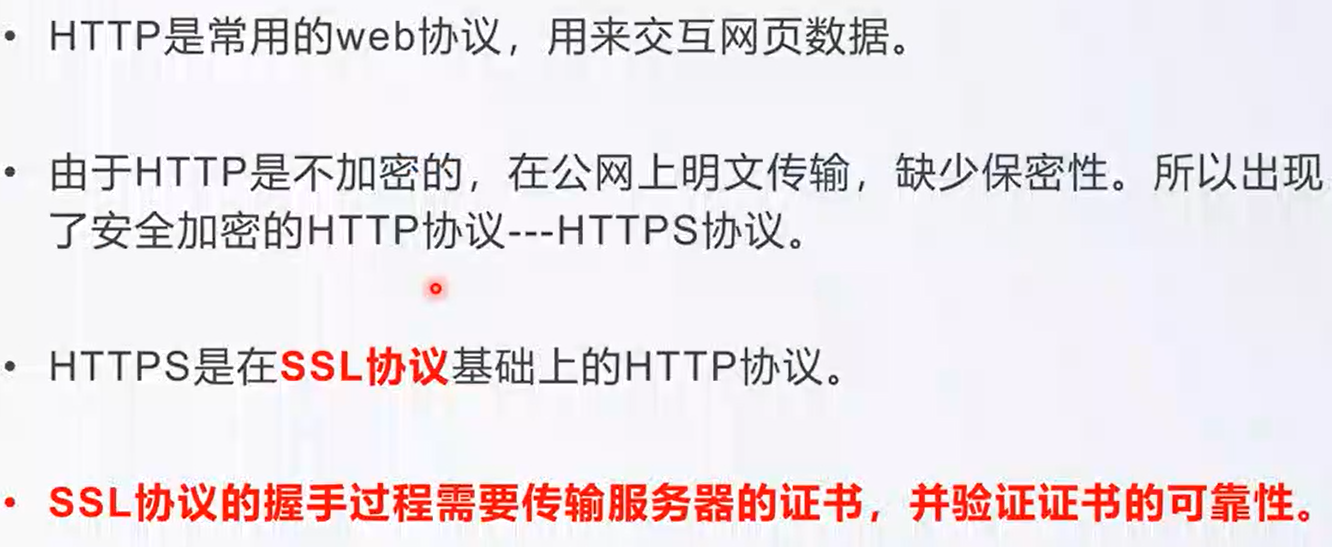 • HTTP是常用的web协议，用来交互网页数据。
• 由于HTTP是不加密的，在公网上明文传输，缺少保密性。所以出现
了安全加密的HTTP协议---HTTPS协议。
• HTTPS是在SSL协议基础上的HTTP协议。
• SSL协议的握手过程需要传输服务器的证书，并验证证书的可靠性。